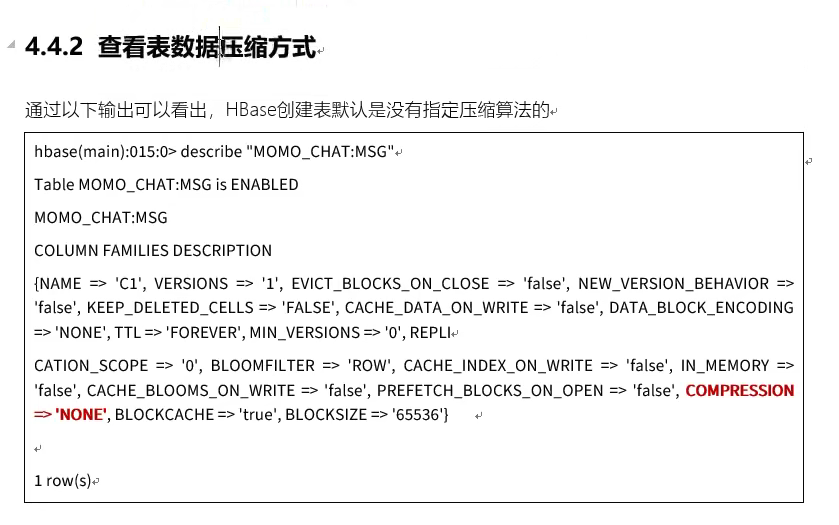 4.4.2 查看表数据压缩方式
通过以下输出可以看出，HBase创建表默认是没有指定压缩算法的
hbase(main):015:0> describe "MOMO_CHAT:MSG"
Table MOMO_CHAT:MSG is ENABLED
MOMO_CHAT:MSG
COLUMN FAMILIES DESCRIPTION
{NAME => 'C1', VERSIONS => '1', EVICT_BLOCKS_ON_CLOSE => 'false', NEW_VERSION_BEHAVIOR =>
'false', KEEP_DELETED_CELLS => 'FALSE', CACHE_DATA_ON_WRITE => 'false', DATA_BLOCK_ENCODING
=> 'NONE', TTL => 'FOREVER', MIN_VERSIONS => '0', REPLI
CATION_SCOPE => '0', BLOOMFILTER => 'ROW', CACHE_INDEX_ON_WRITE => 'false', IN_MEMORY =>
'false', CACHE_BLOOMS_ON_WRITE => 'false', PREFETCH_BLOCKS_ON_OPEN => 'false', COMPRESSION
=> 'NONE', BLOCKCACHE => 'true', BLOCKSIZE => '65536'}
1 row(s)